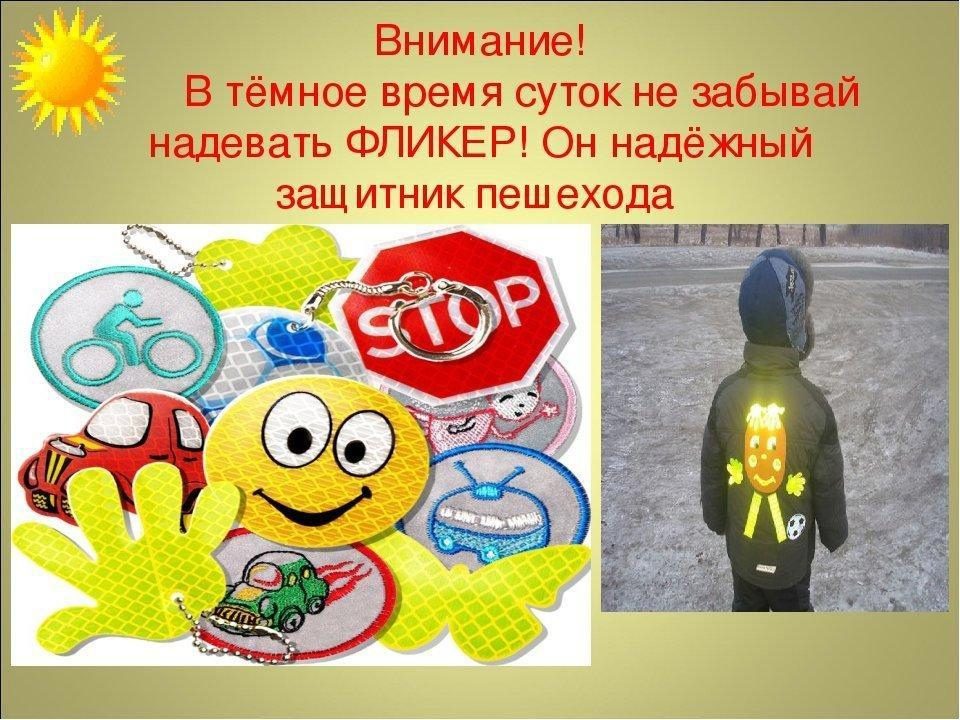 Внимание!
В тёмное время суток не забывай
надевать ФЛИКЕР! Он надёжный
защитник пешехода
STOP